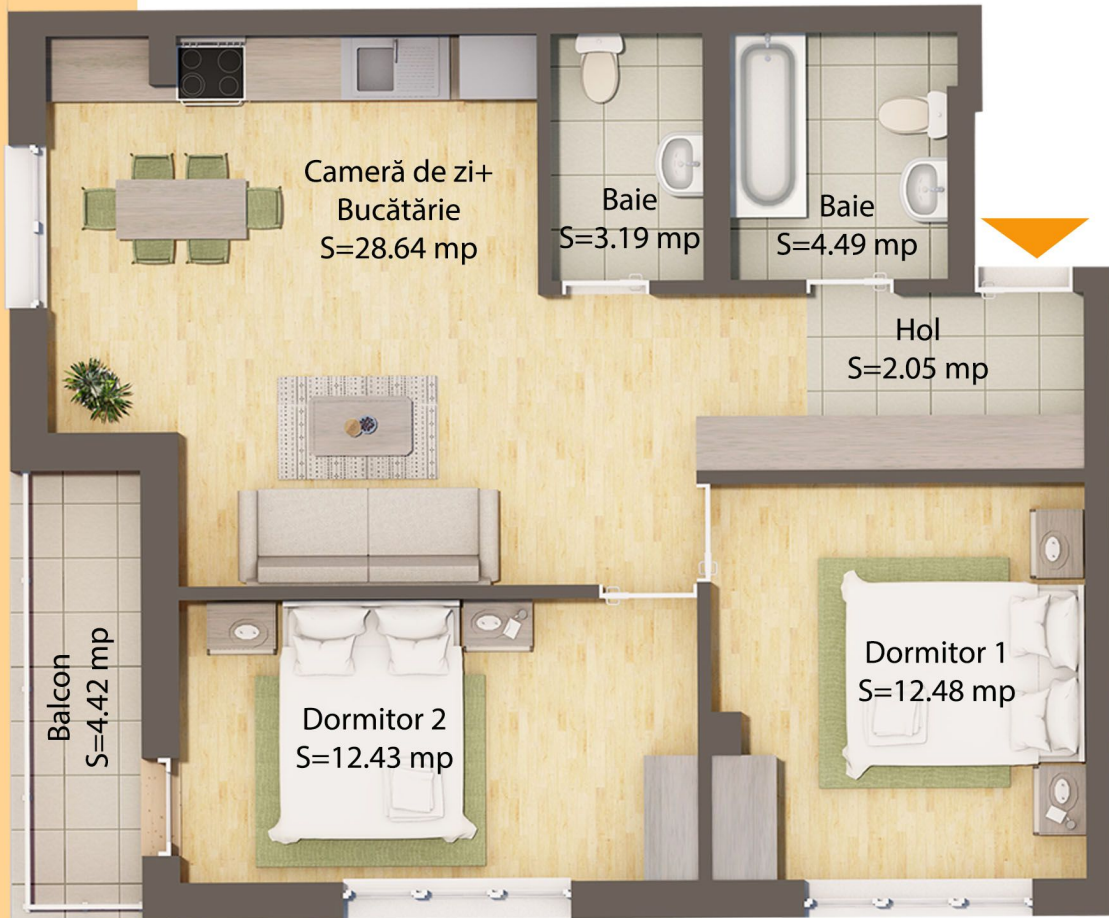 Cameră de zi+
Bucătărie
S=28.64 mp
Baie
S=3.19 mp
Baie
S=4.49 mp
Hol
S=2.05 mp
Dormitor 1
S=12.48 mp
Dormitor 2
S=12.43 mp
Balcon
S=4.42 mp